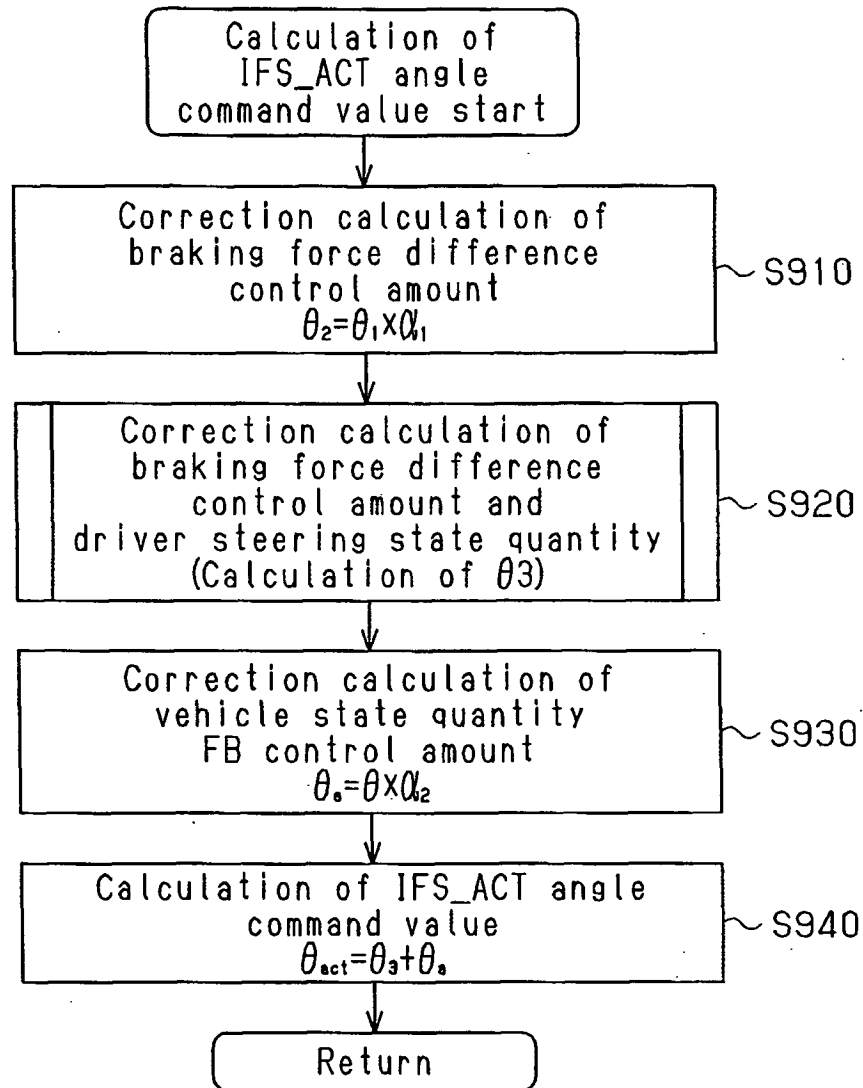 Calculation of
IFS_ACT angle
command value start
Correction calculation of
braking force difference
control amount
θ₂=θ₁×α₁
S910
Correction calculation of
braking force difference
control amount and
driver steering state quantity
(Calculation of θ3)
S920
Correction calculation of
vehicle state quantity
FB control amount
θₐ=θ×α₂
S930
Calculation of IFS_ACT angle
command value
θact=θ₃+θₐ
S940
Return